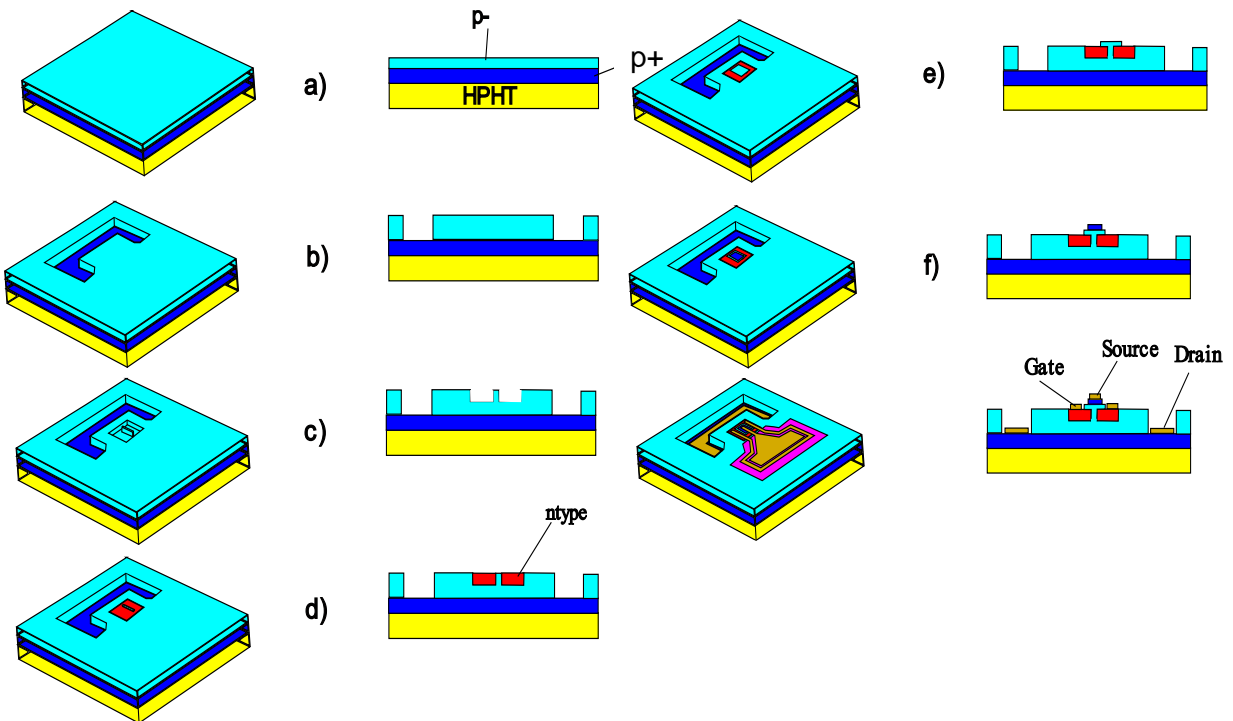 p-
a)
p+
HPHT
e)
b)
f)
c)
Gate
Source
Drain
ntype
d)